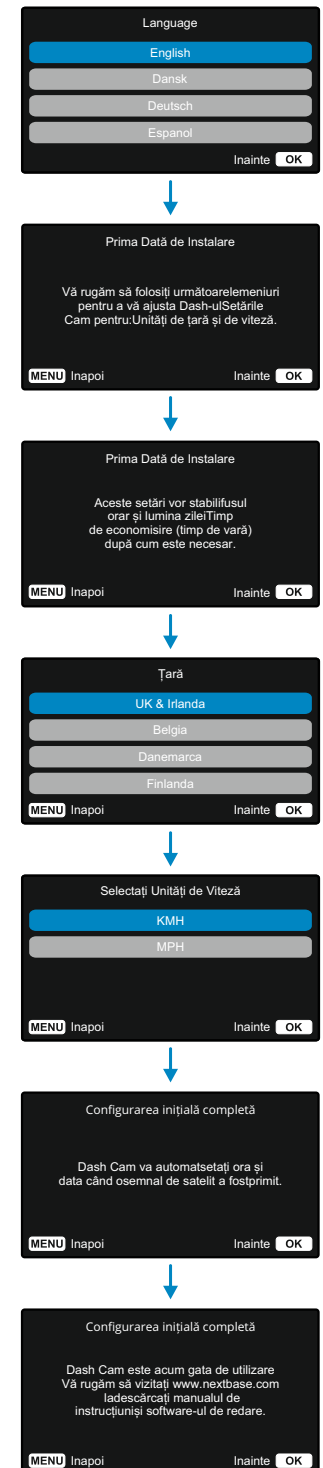 Language
English
Dansk
Deutsch
Espanol
Inainte OK
Prima Dată de Instalare
Vă rugăm să folosiți următoarelemeniuri
pentru a vă ajusta Dash-ulSetările
Cam pentru:Unități de țară și de viteză.
MENU Inapoi Inainte OK
Prima Dată de Instalare
Aceste setări vor stabilifusul
orar și lumina zileiTimp
de economisire (timp de vară)
după cum este necesar.
MENU Inapoi Inainte OK
Țară
UK & Irlanda
Belgia
Danemarca
Finlanda
MENU Inapoi Inainte OK
Selectați Unități de Viteză
KMH
MPH
MENU Inapoi Inainte OK
Configurarea inițială completă
Dash Cam va automatsetați ora și
data când osemnal de satelit a fostprimit.
MENU Inapoi Inainte OK
Configurarea inițială completă
Dash Cam este acum gata de utilizare
Vă rugăm să vizitați www.nextbase.com
ladescărcați manualul de
instrucțiuniși software-ul de redare.
MENU Inapoi Inainte OK